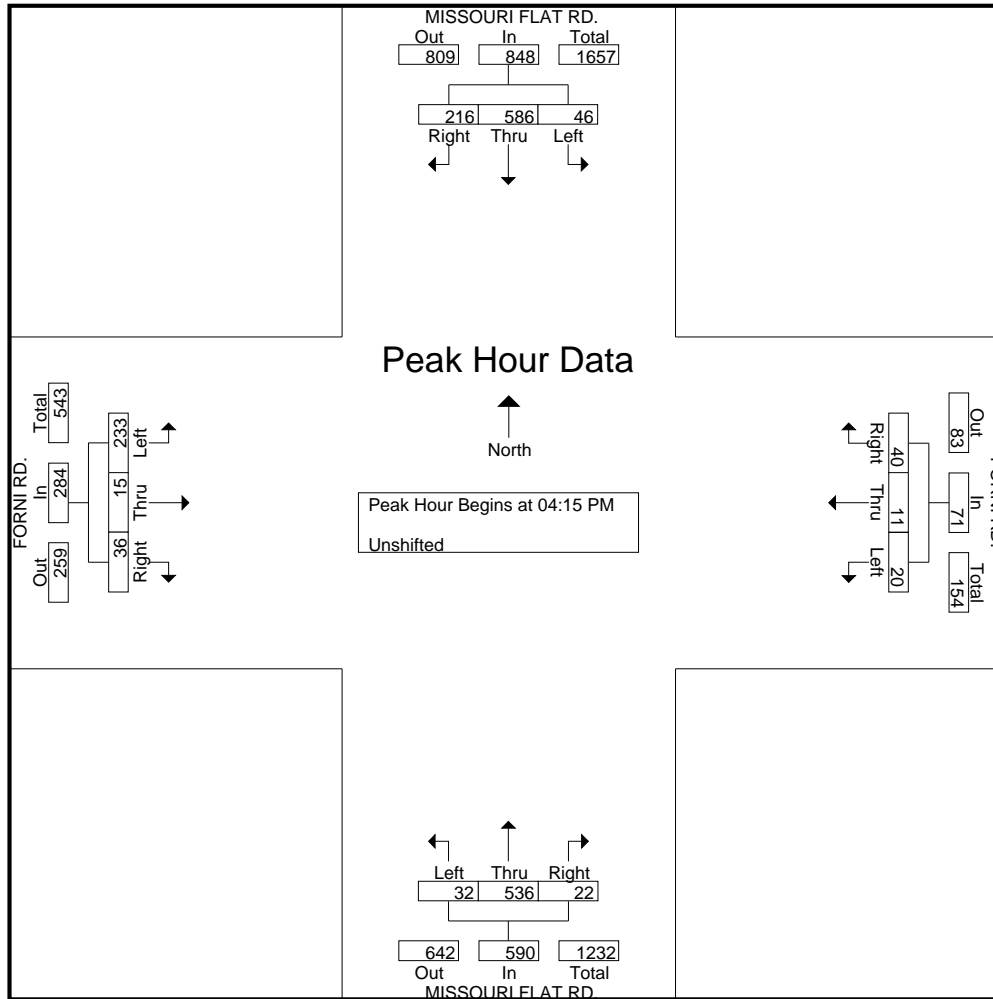 MISSOURI FLAT RD.
Out In Total
809 848 1657
216 586 46
Right Thru Left
Peak Hour Data
North
Peak Hour Begins at 04:15 PM
Unshifted
FORNI RD.
Total In Out
543 284 259
233 15 36
Left Thru Right
Right Thru Left
40 11 20
83 71 154
Out In Total
Left Thru Right
32 536 22
642 590 1232
Out In Total
MISSOURI FLAT RD.